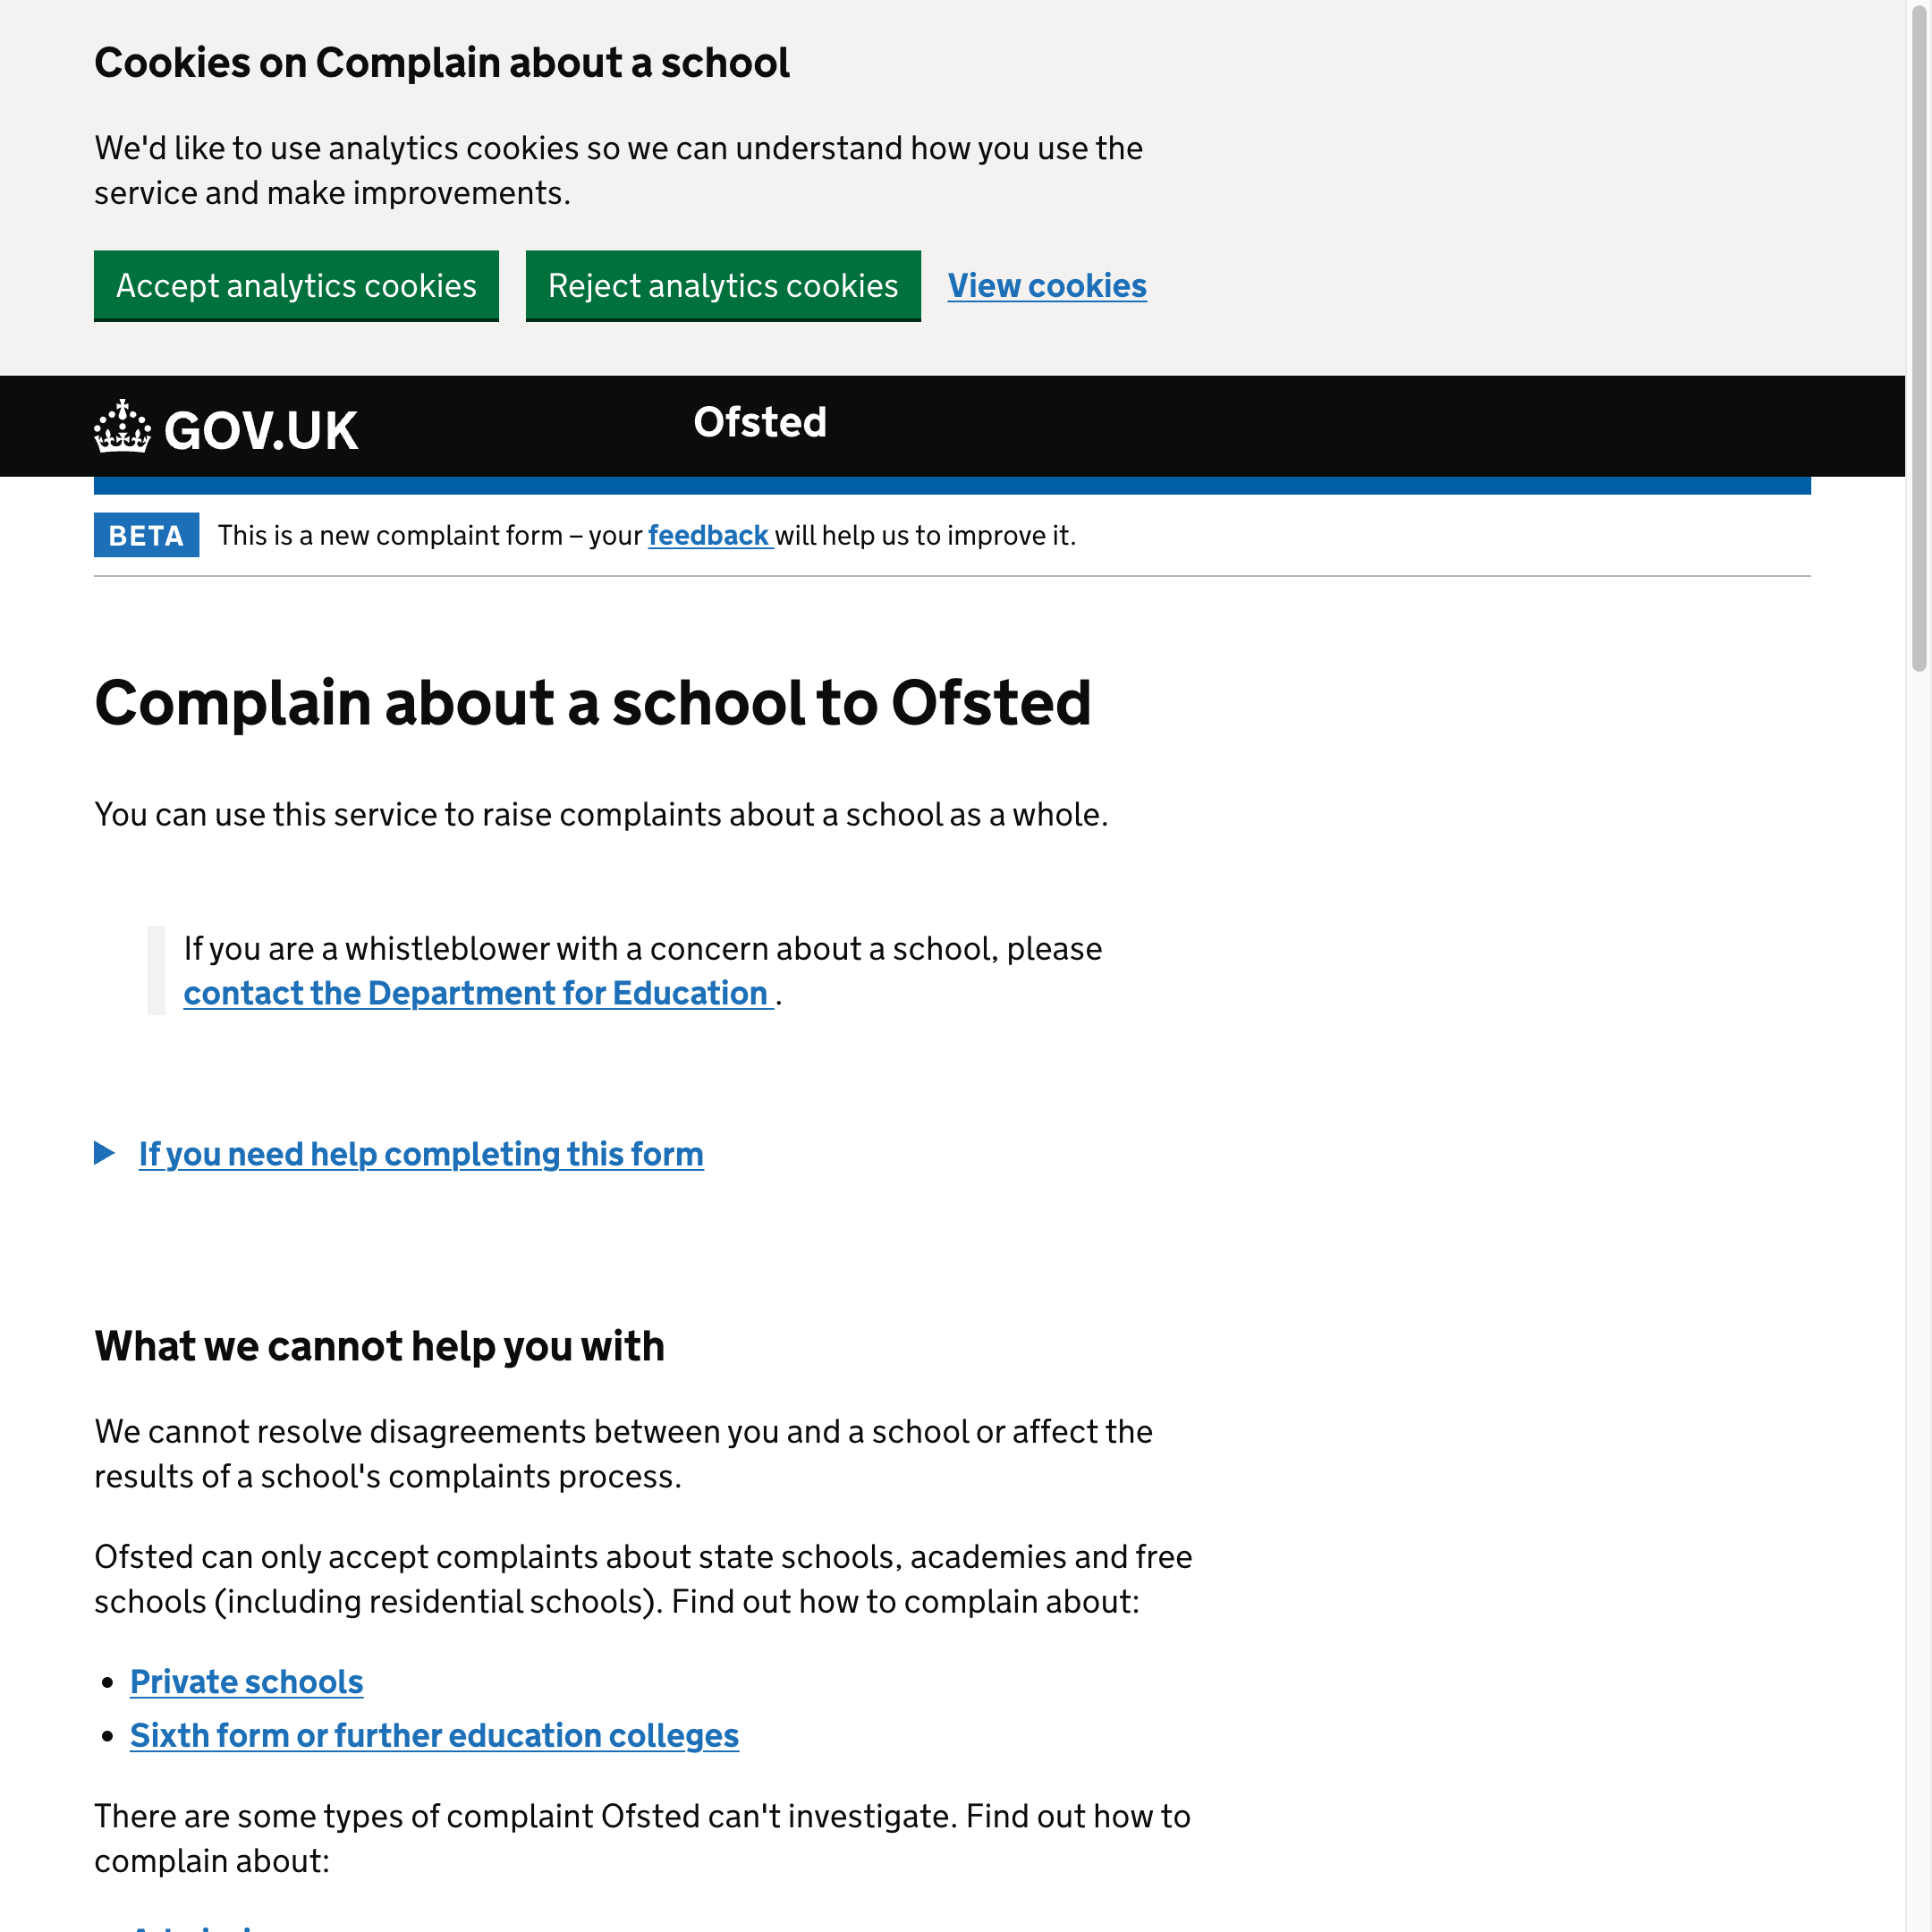 Cookies on Complain about a school
We'd like to use analytics cookies so we can understand how you use the
service and make improvements.
Accept analytics cookies
Reject analytics cookies
View cookies
GOV.UK
Ofsted
BETA
This is a new complaint form – your feedback will help us to improve it.
Complain about a school to Ofsted
You can use this service to raise complaints about a school as a whole.
If you are a whistleblower with a concern about a school, please
contact the Department for Education .
If you need help completing this form
What we cannot help you with
We cannot resolve disagreements between you and a school or affect the
results of a school's complaints process.
Ofsted can only accept complaints about state schools, academies and free
schools (including residential schools). Find out how to complain about:
• Private schools
• Sixth form or further education colleges
There are some types of complaint Ofsted can't investigate. Find out how to
complain about: